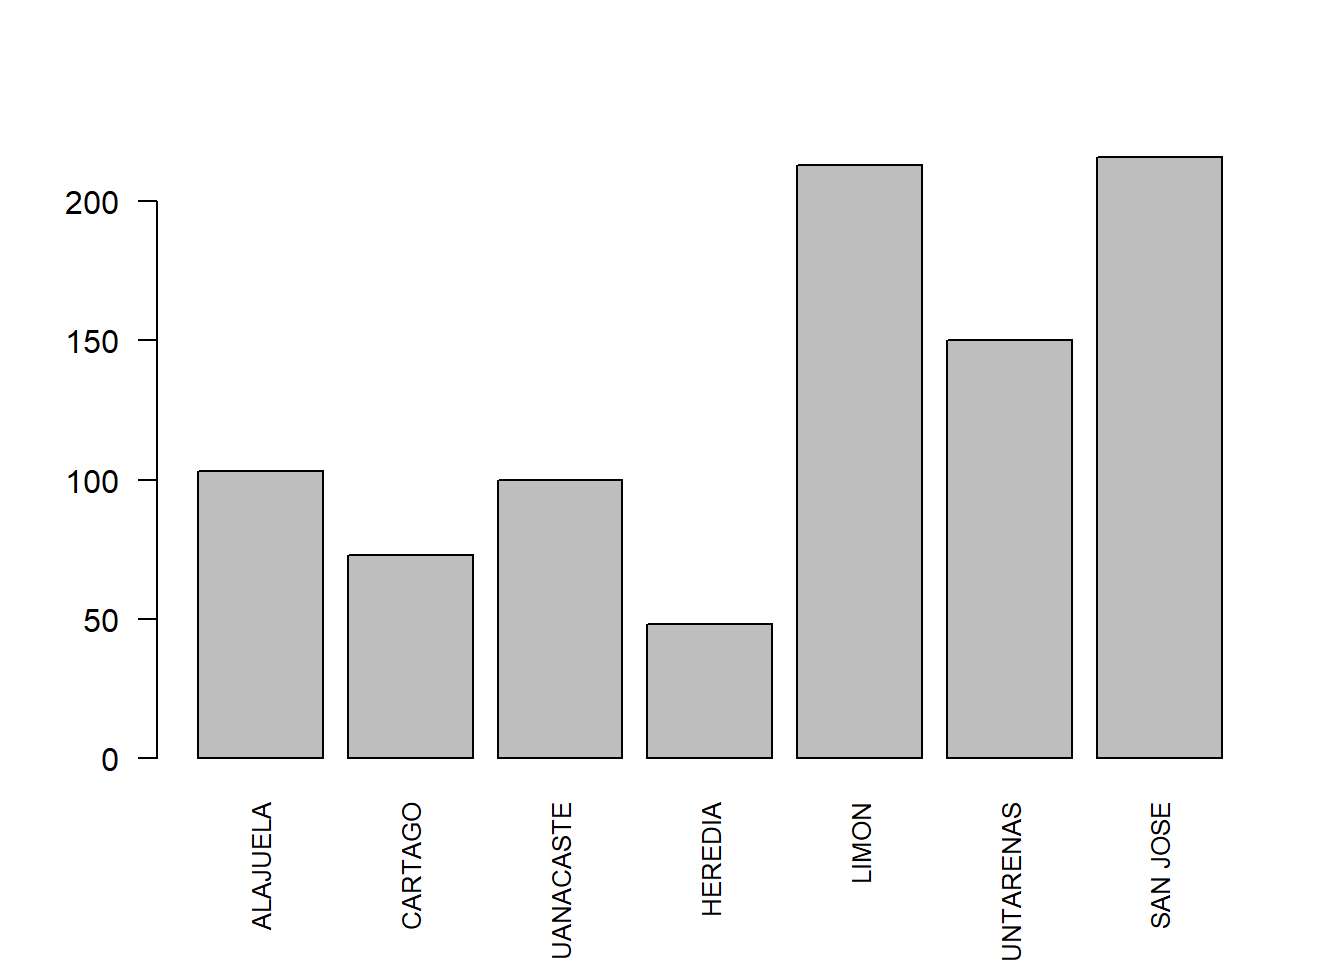 200
150
100
50
0
ALAJUELA
CARTAGO
UANACASTE
HEREDIA
LIMON
UNTARENAS
SAN JOSE